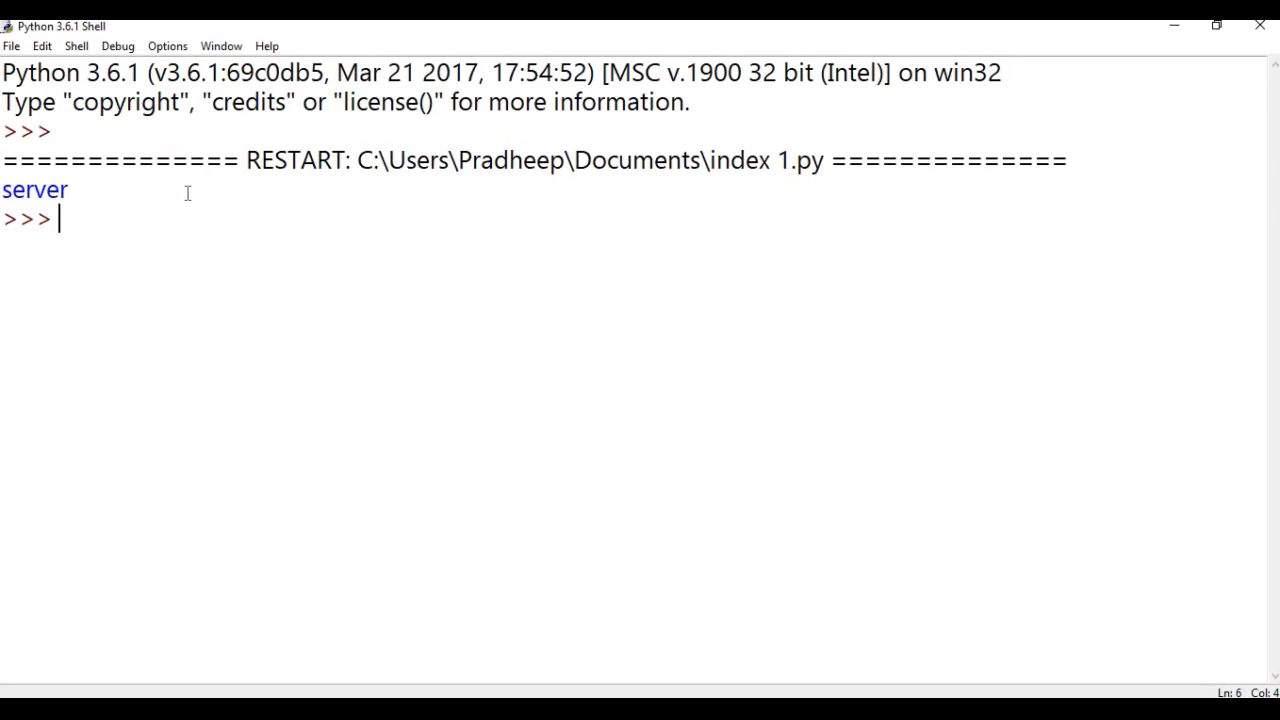 Python 3.6.1 Shell
File Edit Shell Debug Options Window Help
Python 3.6.1 (v3.6.1:69c0db5, Mar 21 2017, 17:54:52) [MSC v.1900 32 bit (Intel)] on win32
Type "copyright", "credits" or "license()" for more information.
>>>
============== RESTART: C:\Users\Pradheep\Documents\index 1.py ==============
server
>>>
Ln: 6 Col: 4